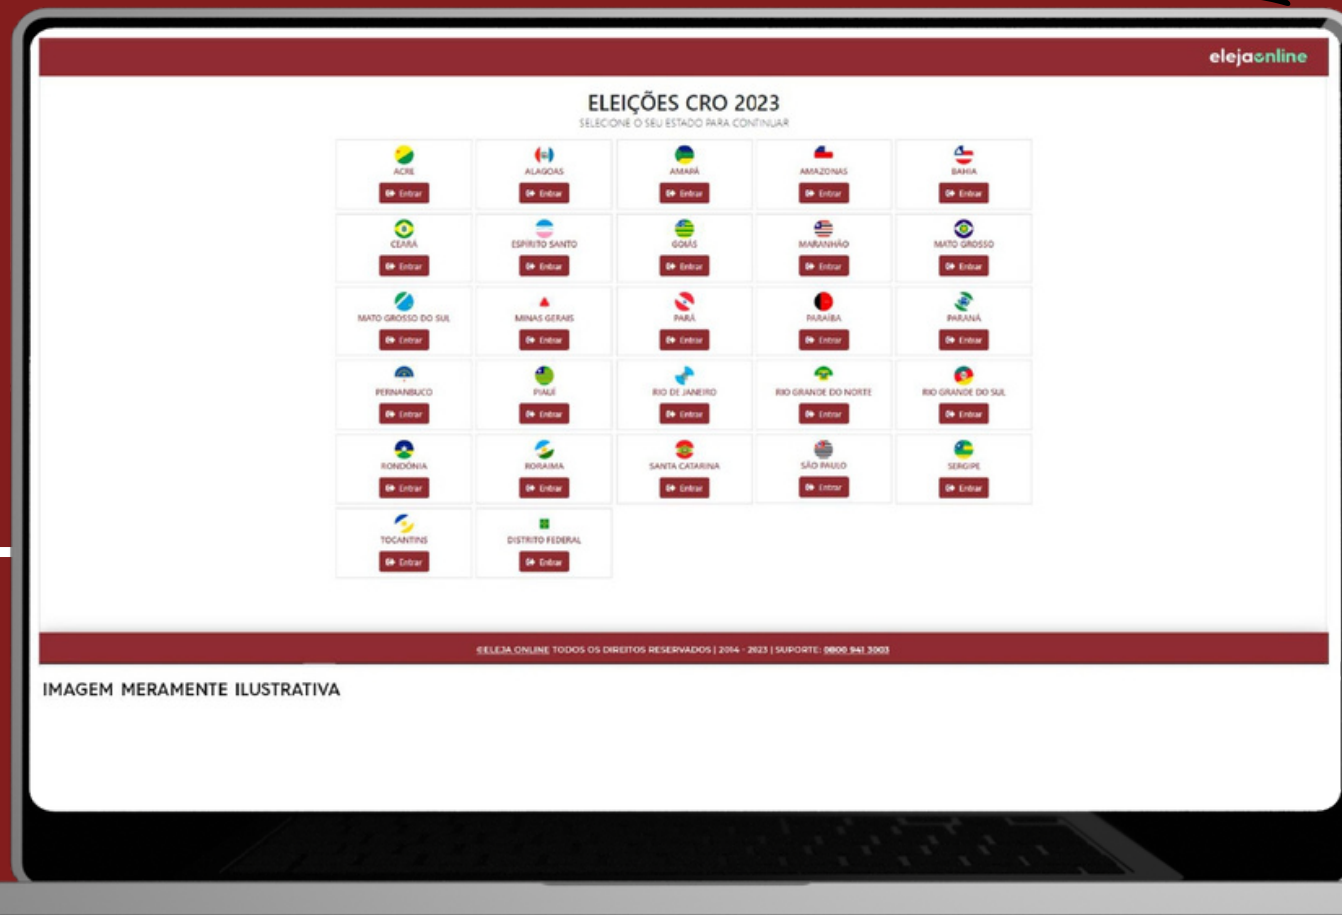 elejaonline
ELEIÇÕES CRO 2023
SELECIONE O SEU ESTADO PARA CONTINUAR
ACRE ALAGOAS AMAPÁ AMAZONAS BAHIA
Entrar Entrar Entrar Entrar Entrar
CEARÁ ESPÍRITO SANTO GOIÁS MARANHÃO MATO GROSSO
Entrar Entrar Entrar Entrar Entrar
MATO GROSSO DO SUL MINAS GERAIS PARÁ PARAÍBA PARANÁ
Entrar Entrar Entrar Entrar Entrar
PERNANBUCO PIAUÍ RIO DE JANEIRO RIO GRANDE DO NORTE RIO GRANDE DO SUL
Entrar Entrar Entrar Entrar Entrar
RONDÔNIA RORAIMA SANTA CATARINA SÃO PAULO SERGIPE
Entrar Entrar Entrar Entrar Entrar
TOCANTINS DISTRITO FEDERAL
Entrar Entrar
©ELEJA ONLINE TODOS OS DIREITOS RESERVADOS | 2014 - 2023 | SUPORTE: 0800 941 3003
IMAGEM MERAMENTE ILUSTRATIVA